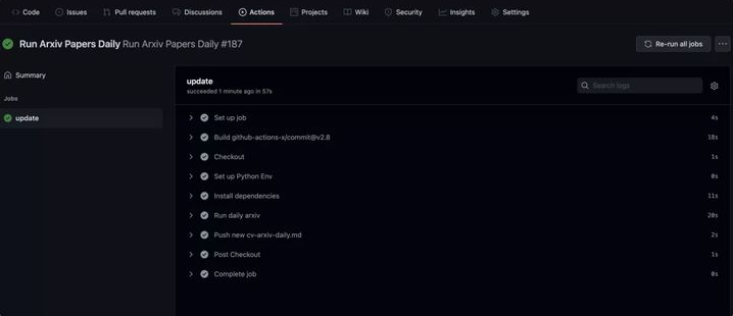 Code Issues Pull requests Discussions Actions Projects Wiki Security Insights Settings
Run Arxiv Papers Daily Run Arxiv Papers Daily #187 Re-run all jobs
Summary
Jobs
update
update
succeeded 1 minute ago in 57s
Search logs
Set up job 4s
Build github-actions-x/commit@v2.8 18s
Checkout 1s
Set up Python Env 0s
Install dependencies 11s
Run daily arxiv 20s
Push new cv-arxiv-daily.md 2s
Post Checkout 1s
Complete job 0s